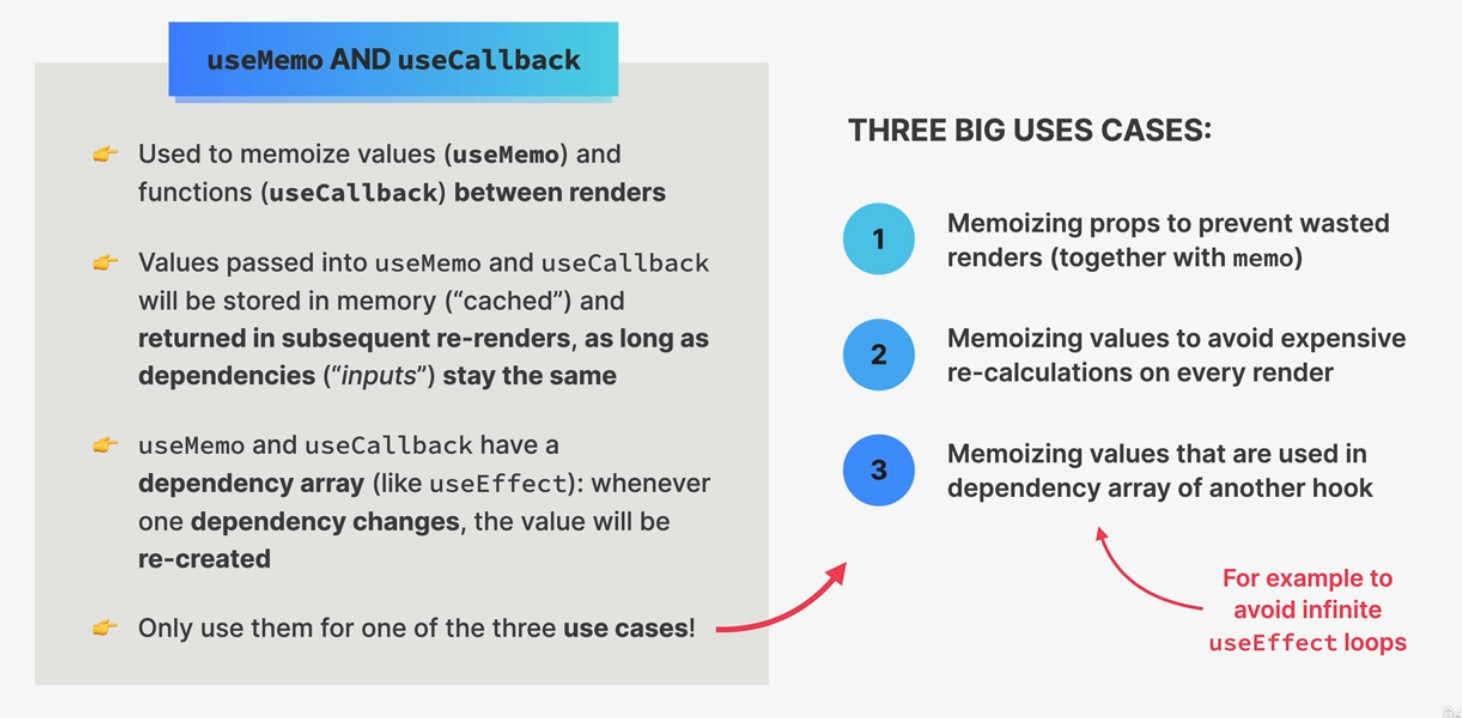 useMemo AND useCallback
Used to memoize values (useMemo) and
functions (useCallback) between renders
Values passed into useMemo and useCallback
will be stored in memory (“cached”) and
returned in subsequent re-renders, as long as
dependencies (“inputs”) stay the same
useMemo and useCallback have a
dependency array (like useEffect): whenever
one dependency changes, the value will be
re-created
Only use them for one of the three use cases!
THREE BIG USES CASES:
1
Memoizing props to prevent wasted
renders (together with memo)
2
Memoizing values to avoid expensive
re-calculations on every render
3
Memoizing values that are used in
dependency array of another hook
For example to
avoid infinite
useEffect loops